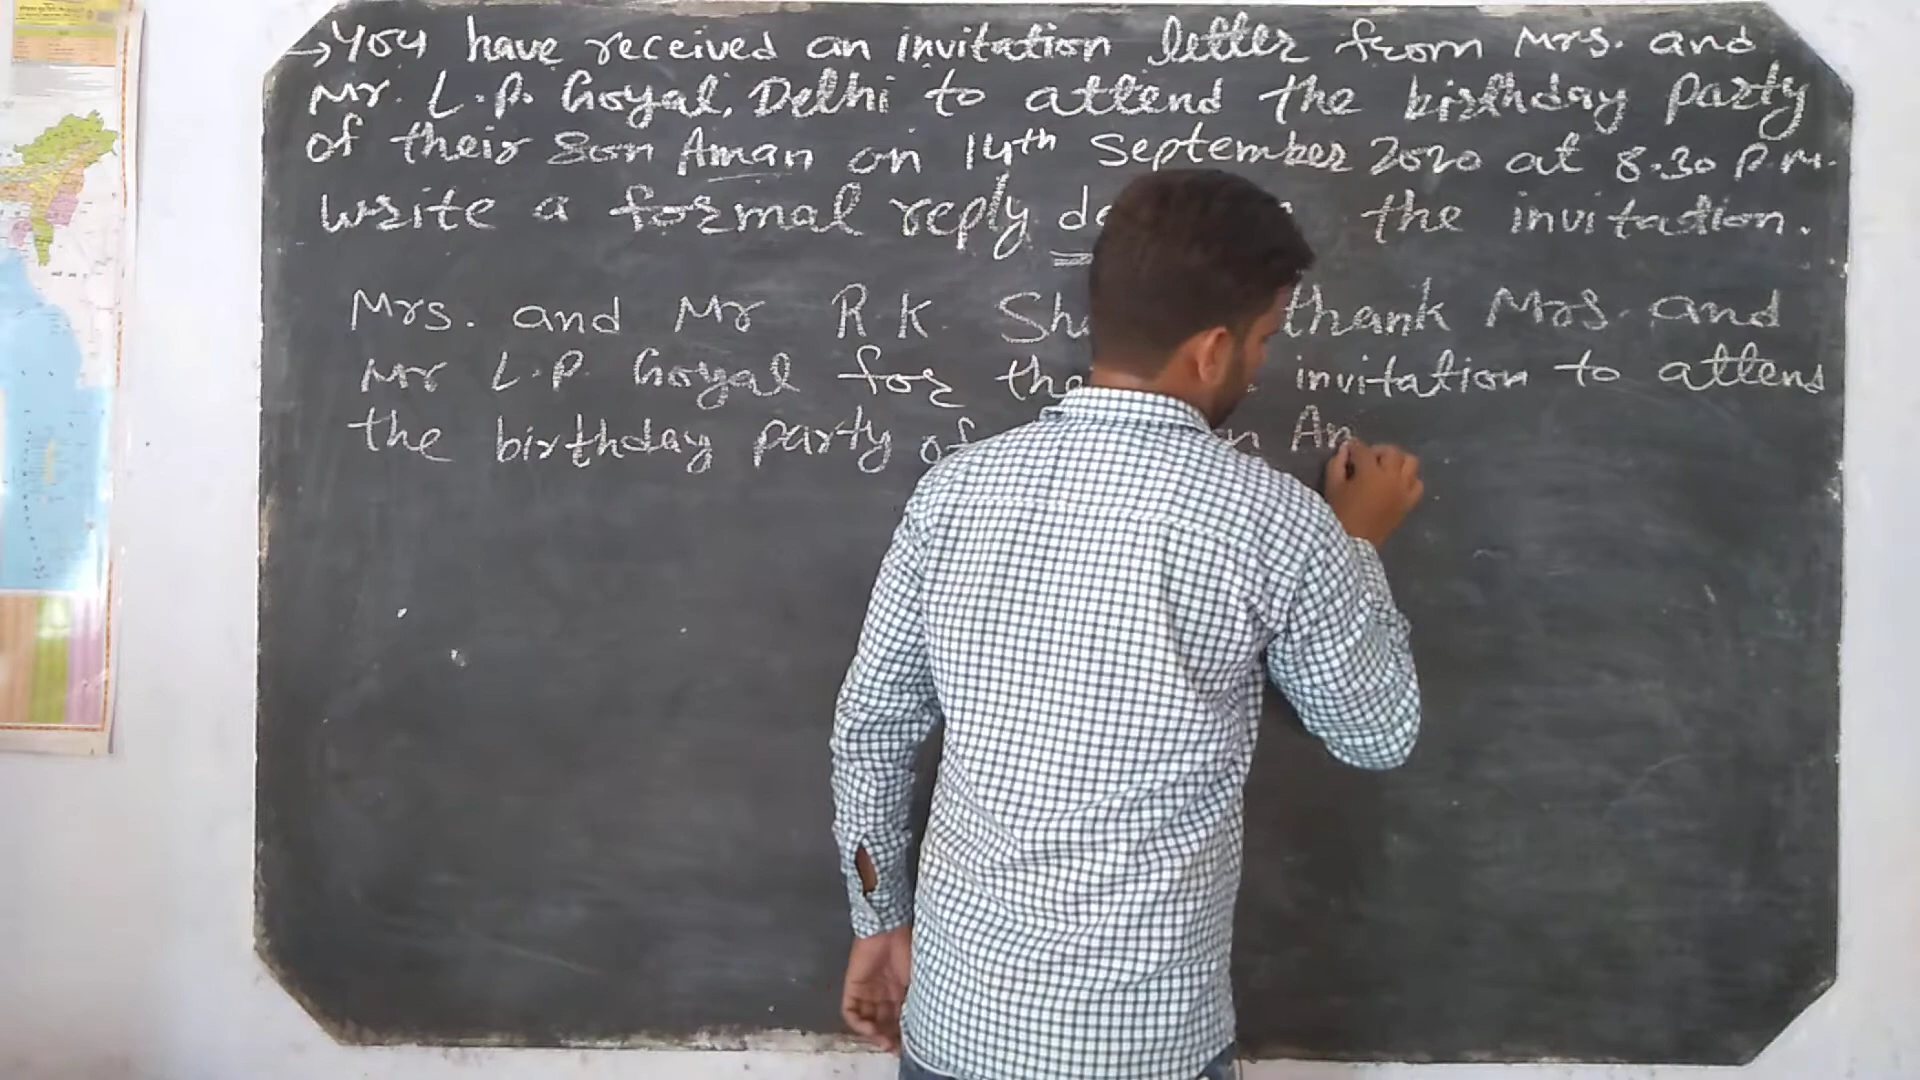 →You have received an invitation letter from Mrs. and
Mr. L.P. Goyal, Delhi to attend the birthday party
of their son Aman on 14th September 2020 at 8.30 P.M.
write a formal reply the invitation.
Mrs. and Mr R.K. thank Mrs. and
Mr L.P. Goyal for invitation to attend
the birthday party of